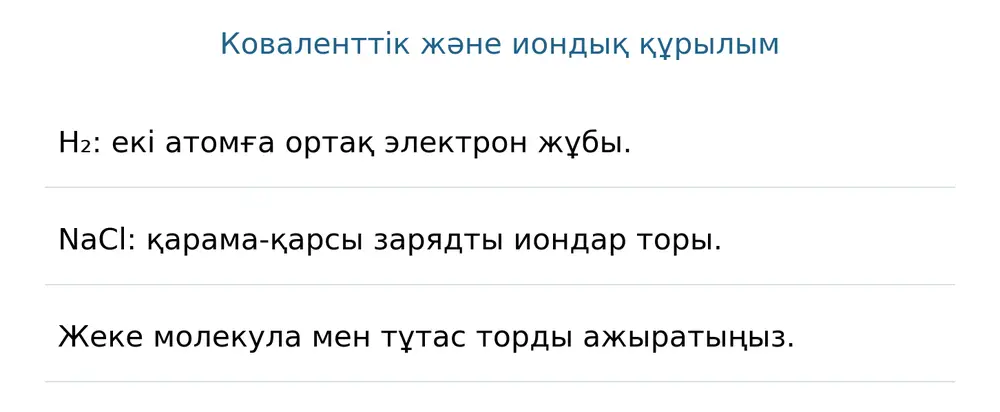 Коваленттік және иондық құрылым
H₂: екі атомға ортақ электрон жұбы.
NaCl: қарама-қарсы зарядты иондар торы.
Жеке молекула мен тұтас торды ажыратыңыз.